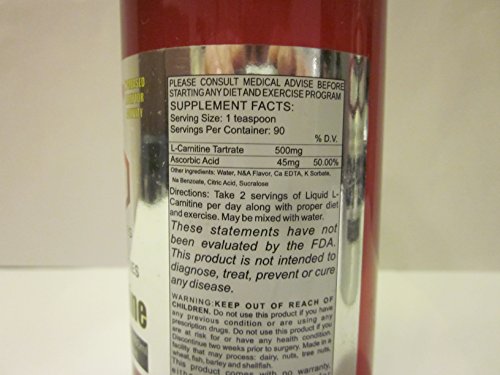 PLEASE CONSULT MEDICAL ADVISE BEFORE
STARTING ANY DIET AND EXERCISE PROGRAM
SUPPLEMENT FACTS:
Serving Size: 1 teaspoon
Servings Per Container: 90
% D.V.
L-Carnitine Tartrate 500mg
Ascorbic Acid 45mg 50.00%
Other ingredients: Water, N&A Flavor, Ca EDTA, K Sorbate,
Na Benzoate, Citric Acid, Sucralose
Directions: Take 2 servings of Liquid L-
Carnitine per day along with proper diet
and exercise. May be mixed with water.
These statements have not
been evaluated by the FDA.
This product is not intended to
diagnose, treat, prevent or cure
any disease.
WARNING:KEEP OUT OF REACH OF
CHILDREN. Do not use this product if you have
any previous condition or are using any
prescription drugs. Do not use this product if you
are at risk for or have any health condition.
Discontinue two weeks prior to surgery. Made in a
facility that may process: dairy, nuts, tree nuts,
wheat, fish, barley and shellfish.
This product comes with no warranty,